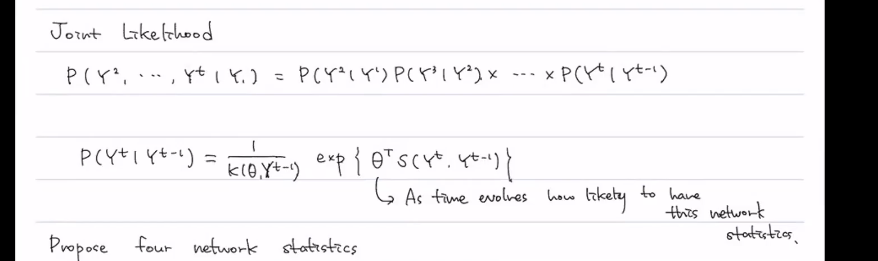 Joint Likelihood
P(Y², ..., Yᵗ | Y₁) = P(Y²|Y¹) P(Y³|Y²) × ... × P(Yᵗ|Yᵗ⁻¹)
P(Yᵗ|Yᵗ⁻¹) = 1 / K(θ, Yᵗ⁻¹) exp { θᵀ S(Yᵗ, Yᵗ⁻¹) }
↳ As time evolves how likely to have
this network
statistics.
Propose four network statistics